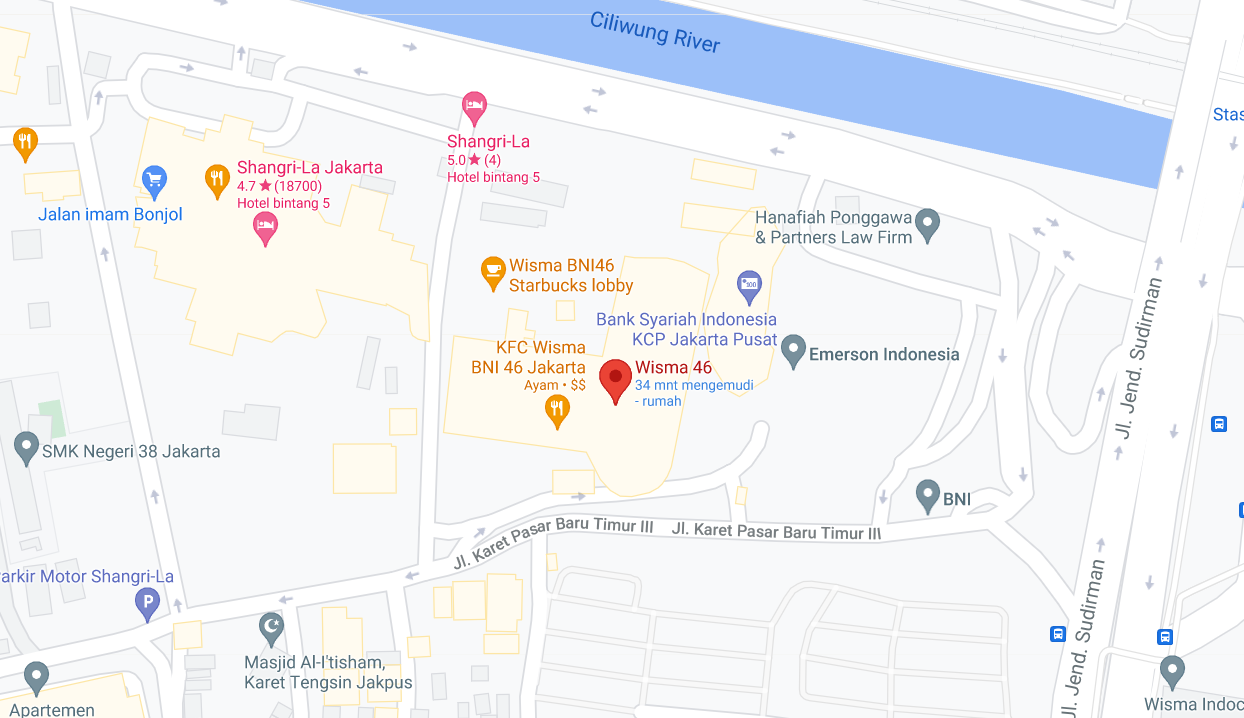 Ciliwung River
Stas
Shangri-La
5.0★ (4)
Hotel bintang 5
Shangri-La Jakarta
4.7★ (18700)
Hotel bintang 5
Jalan imam Bonjol
Hanafiah Ponggawa
& Partners Law Firm
Wisma BNI46
Starbucks lobby
Bank Syariah Indonesia
KCP Jakarta Pusat
KFC Wisma
BNI 46 Jakarta
Ayam • $$
Wisma 46
34 mnt mengemudi
- rumah
Emerson Indonesia
Jl. Jend. Sudirman
SMK Negeri 38 Jakarta
BNI
Jl. Karet Pasar Baru Timur III
Jl. Karet Pasar Baru Timur III
arkir Motor Shangri-La
P
Masjid Al-I'tisham,
Karet Tengsin Jakpus
Jl. Jend. Sudirman
Apartemen
Wisma Indoc